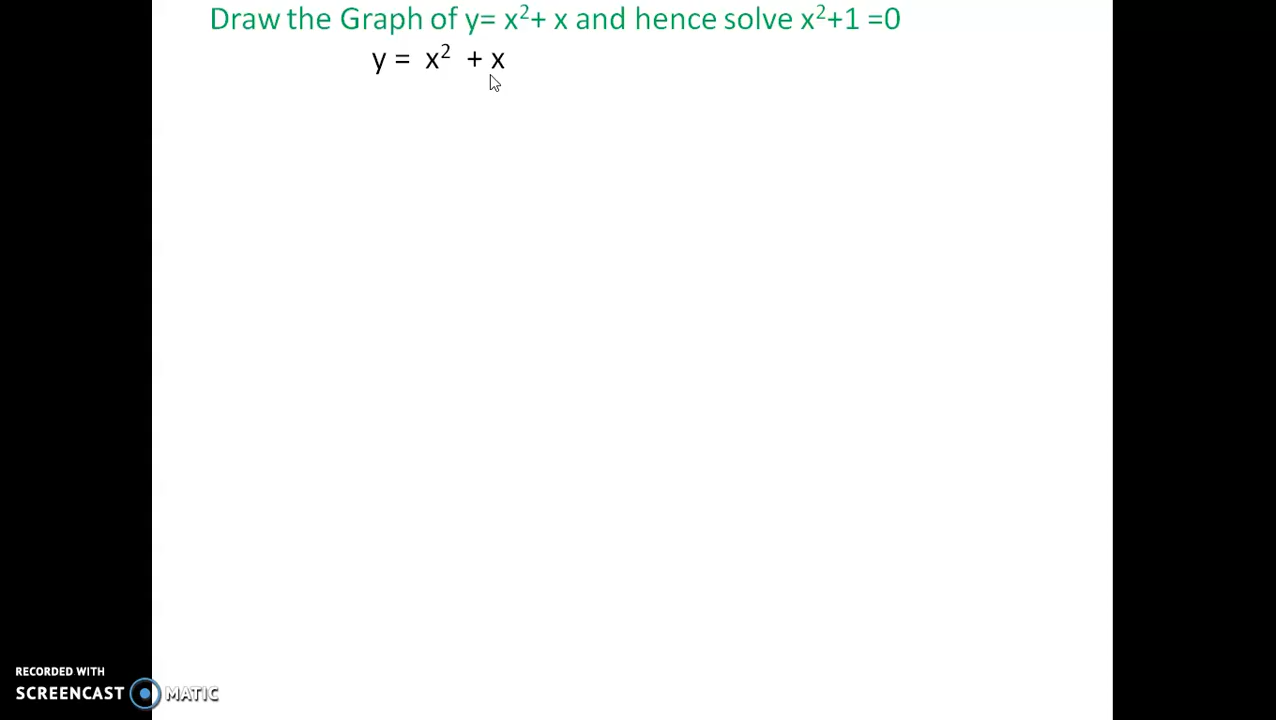 Draw the Graph of y= x²+ x and hence solve x²+1 =0
y = x² + x
RECORDED WITH
SCREENCAST MATIC